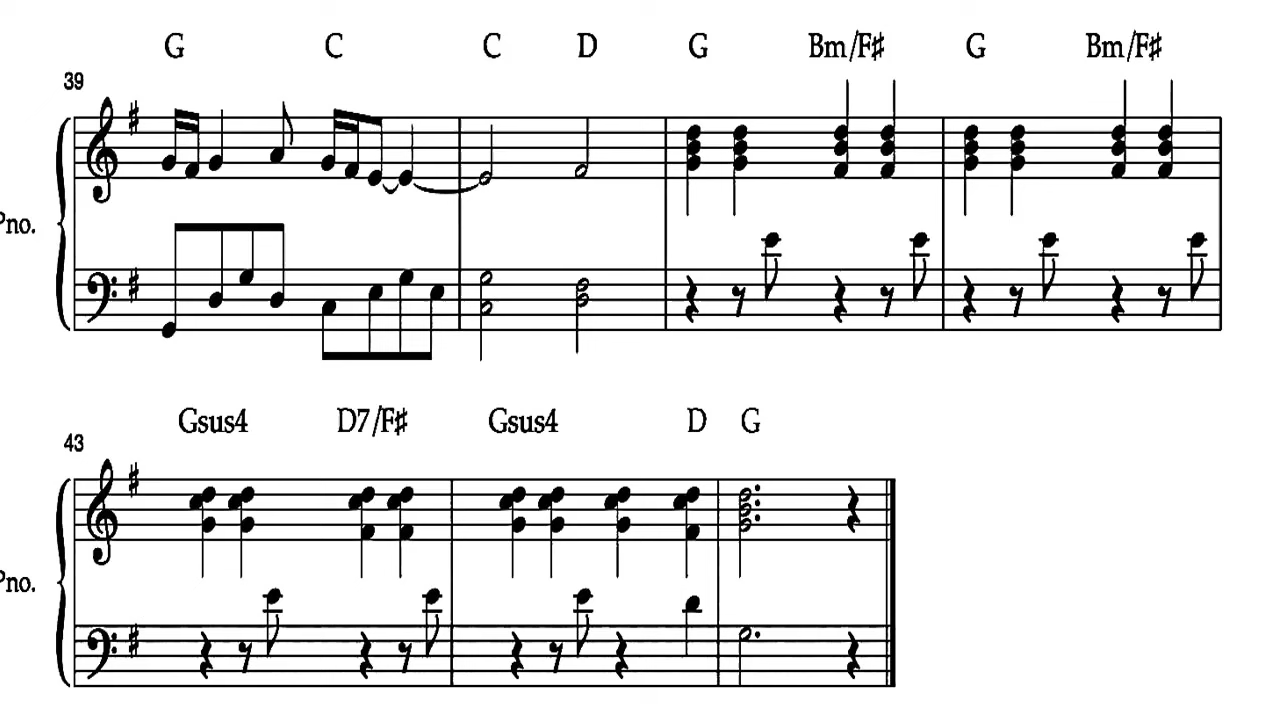 G C C D G Bm/F♯ G Bm/F♯
39
Pno.
Gsus4 D7/F♯ Gsus4 D G
43
Pno.